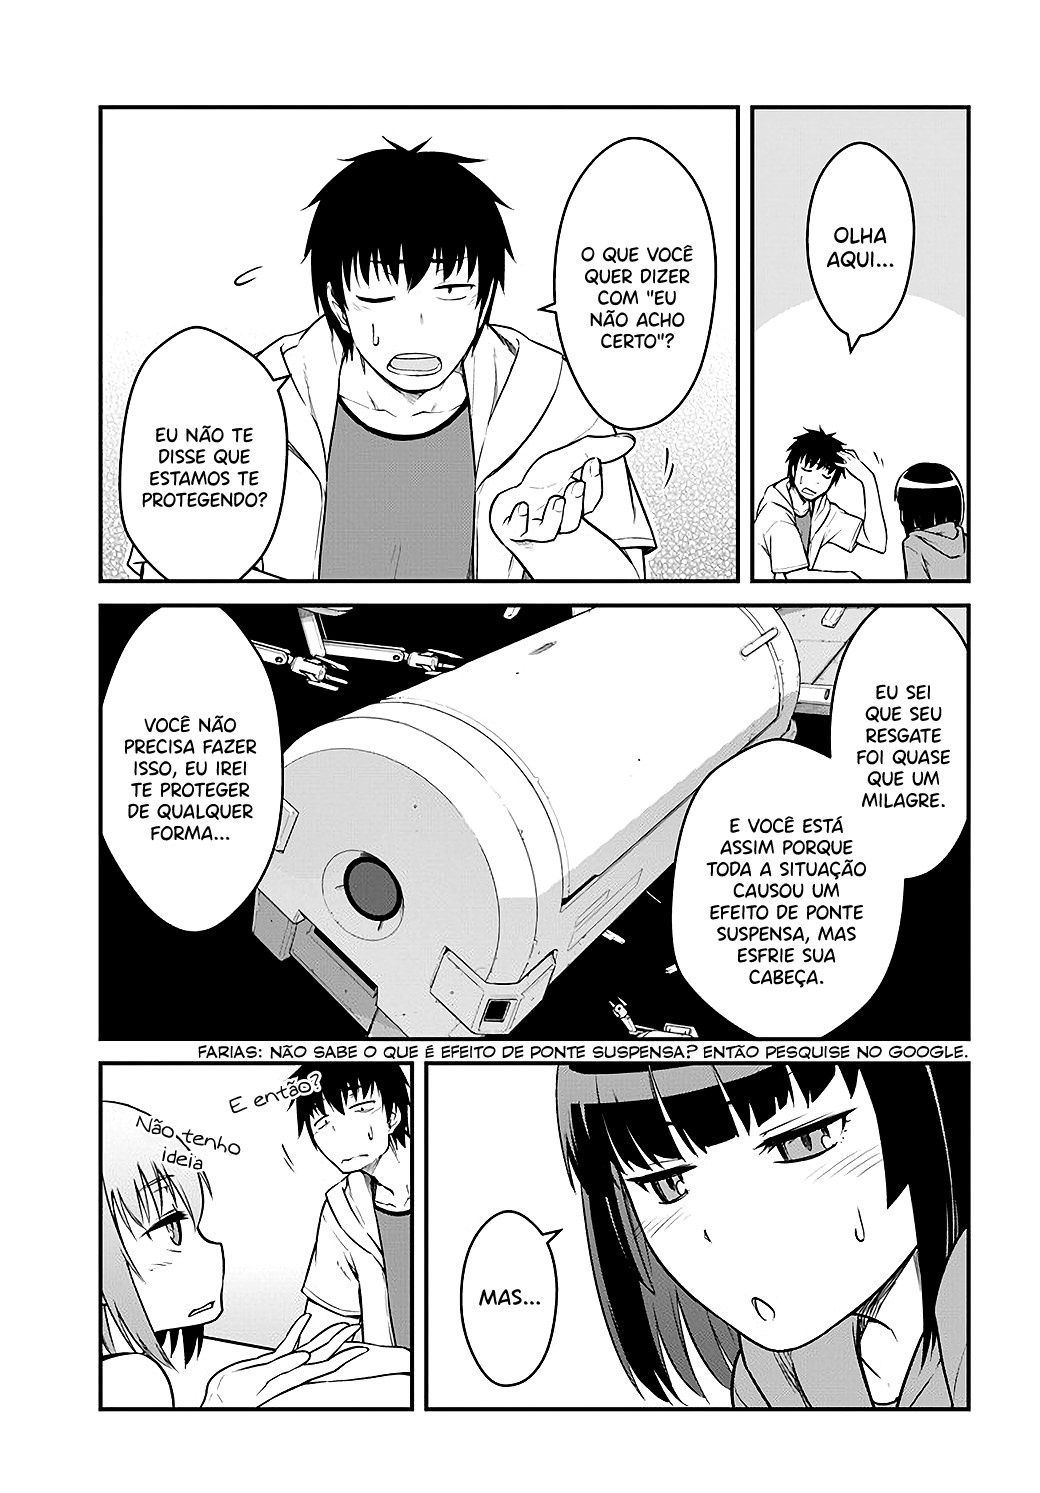 OLHA
AQUI...
O QUE VOCÊ
QUER DIZER
COM "EU
NÃO ACHO
CERTO"?
EU NÃO TE
DISSE QUE
ESTAMOS TE
PROTEGENDO?
EU SEI
QUE SEU
RESGATE
FOI QUASE
QUE UM
MILAGRE.
E VOCÊ ESTÁ
ASSIM PORQUE
TODA A SITUAÇÃO
CAUSOU UM
EFEITO DE PONTE
SUSPENSA, MAS
ESFRIE SUA
CABEÇA.
VOCÊ NÃO
PRECISA FAZER
ISSO, EU IREI
TE PROTEGER
DE QUALQUER
FORMA...
FARIAS: NÃO SABE O QUE É EFEITO DE PONTE SUSPENSA? ENTÃO PESQUISE NO GOOGLE.
MAS...
E então?
Não tenho
ideia